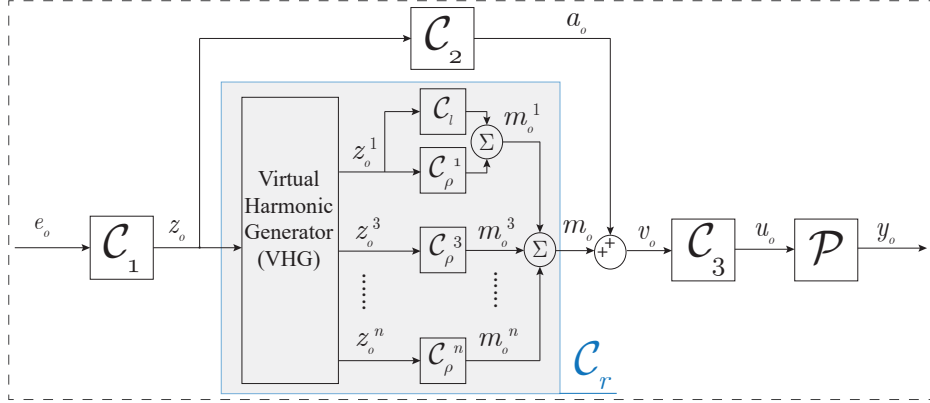 𝒞₂
aₒ
𝒞ₗ
mₒ¹
Σ
zₒ¹
𝒞ᵨ¹
Virtual
Harmonic
Generator
(VHG)
eₒ
𝒞₁
zₒ
zₒ³
𝒞ᵨ³
mₒ³
Σ
mₒ
+
+
vₒ
𝒞₃
uₒ
𝒫
yₒ
zₒⁿ
𝒞ᵨⁿ
mₒⁿ
𝒞ᵣ